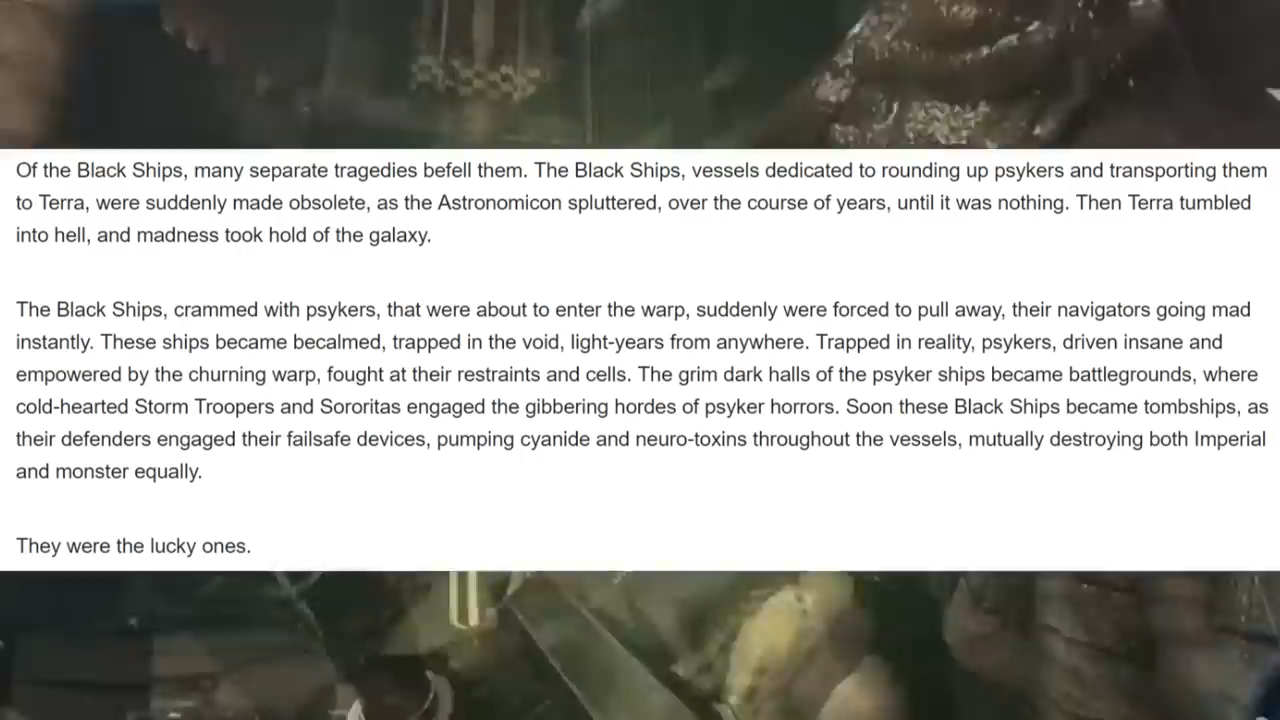 Of the Black Ships, many separate tragedies befell them. The Black Ships, vessels dedicated to rounding up psykers and transporting them
to Terra, were suddenly made obsolete, as the Astronomicon spluttered, over the course of years, until it was nothing. Then Terra tumbled
into hell, and madness took hold of the galaxy.
The Black Ships, crammed with psykers, that were about to enter the warp, suddenly were forced to pull away, their navigators going mad
instantly. These ships became becalmed, trapped in the void, light-years from anywhere. Trapped in reality, psykers, driven insane and
empowered by the churning warp, fought at their restraints and cells. The grim dark halls of the psyker ships became battlegrounds, where
cold-hearted Storm Troopers and Sororitas engaged the gibbering hordes of psyker horrors. Soon these Black Ships became tombships, as
their defenders engaged their failsafe devices, pumping cyanide and neuro-toxins throughout the vessels, mutually destroying both Imperial
and monster equally.
They were the lucky ones.